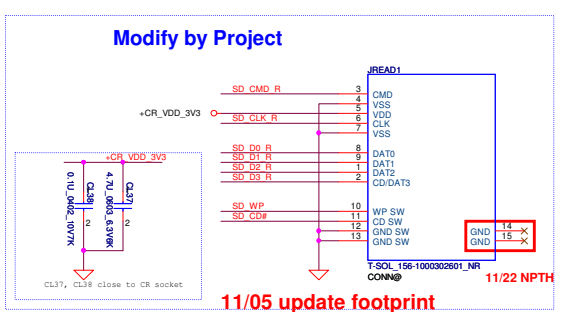 Modify by Project
JREAD1
SD_CMD_R 3 CMD
4 VSS
+CR_VDD_3V3 5 VDD
SD_CLK_R 6 CLK
7 VSS
SD_D0_R 8 DAT0
SD_D1_R 9 DAT1
SD_D2_R 1 DAT2
SD_D3_R 2 CD/DAT3
SD_WP 10 WP SW
SD_CD# 11 CD SW
12 GND SW
13 GND SW
GND 14
GND 15
T-SOL_156-1000302601_NR
CONN@
11/22 NPTH
+CR_VDD_3V3
CL38
0.1U_0402_10V7K
2
CL37
4.7U_0603_6.3V6K
2
CL37, CL38 close to CR socket
11/05 update footprint